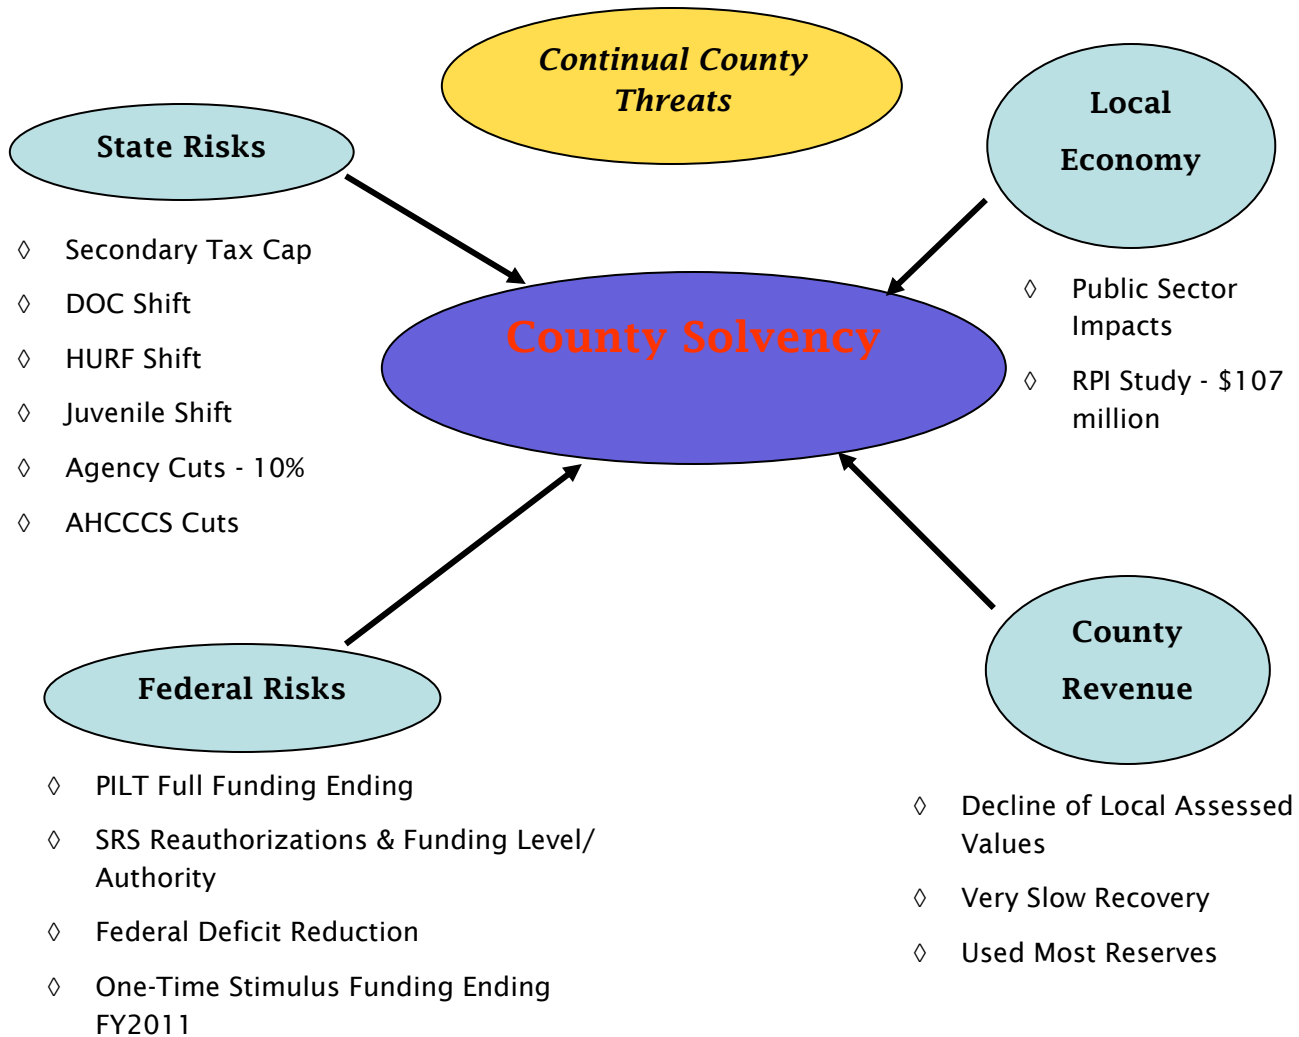 Continual County
Threats
State Risks
◊ Secondary Tax Cap
◊ DOC Shift
◊ HURF Shift
◊ Juvenile Shift
◊ Agency Cuts - 10%
◊ AHCCCS Cuts
Local
Economy
◊ Public Sector
Impacts
◊ RPI Study - $107
million
County Solvency
Federal Risks
◊ PILT Full Funding Ending
◊ SRS Reauthorizations & Funding Level/
Authority
◊ Federal Deficit Reduction
◊ One-Time Stimulus Funding Ending
FY2011
County
Revenue
◊ Decline of Local Assessed
Values
◊ Very Slow Recovery
◊ Used Most Reserves